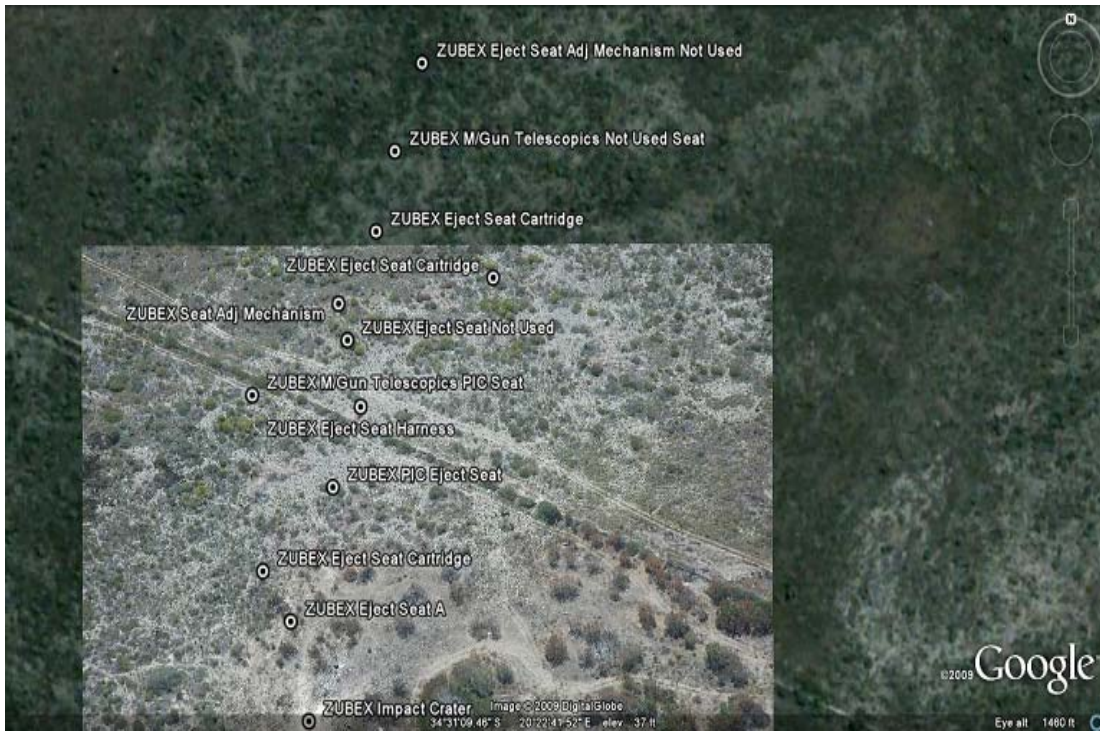 N
ZUBEX Eject Seat Adj Mechanism Not Used
ZUBEX M/Gun Telescopics Not Used Seat
ZUBEX Eject Seat Cartridge
ZUBEX Eject Seat Cartridge
ZUBEX Seat Adj Mechanism
ZUBEX Eject Seat Not Used
ZUBEX M/Gun Telescopics PIC Seat
ZUBEX Eject Seat Harness
ZUBEX PIC Eject Seat
ZUBEX Eject Seat Cartridge
ZUBEX Eject Seat A
©2009 Google
ZUBEX Impact Crater
Image © 2009 DigitalGlobe
34°31'09.46" S 20°22'41.52" E elev 37 ft
Eye alt 1460 ft